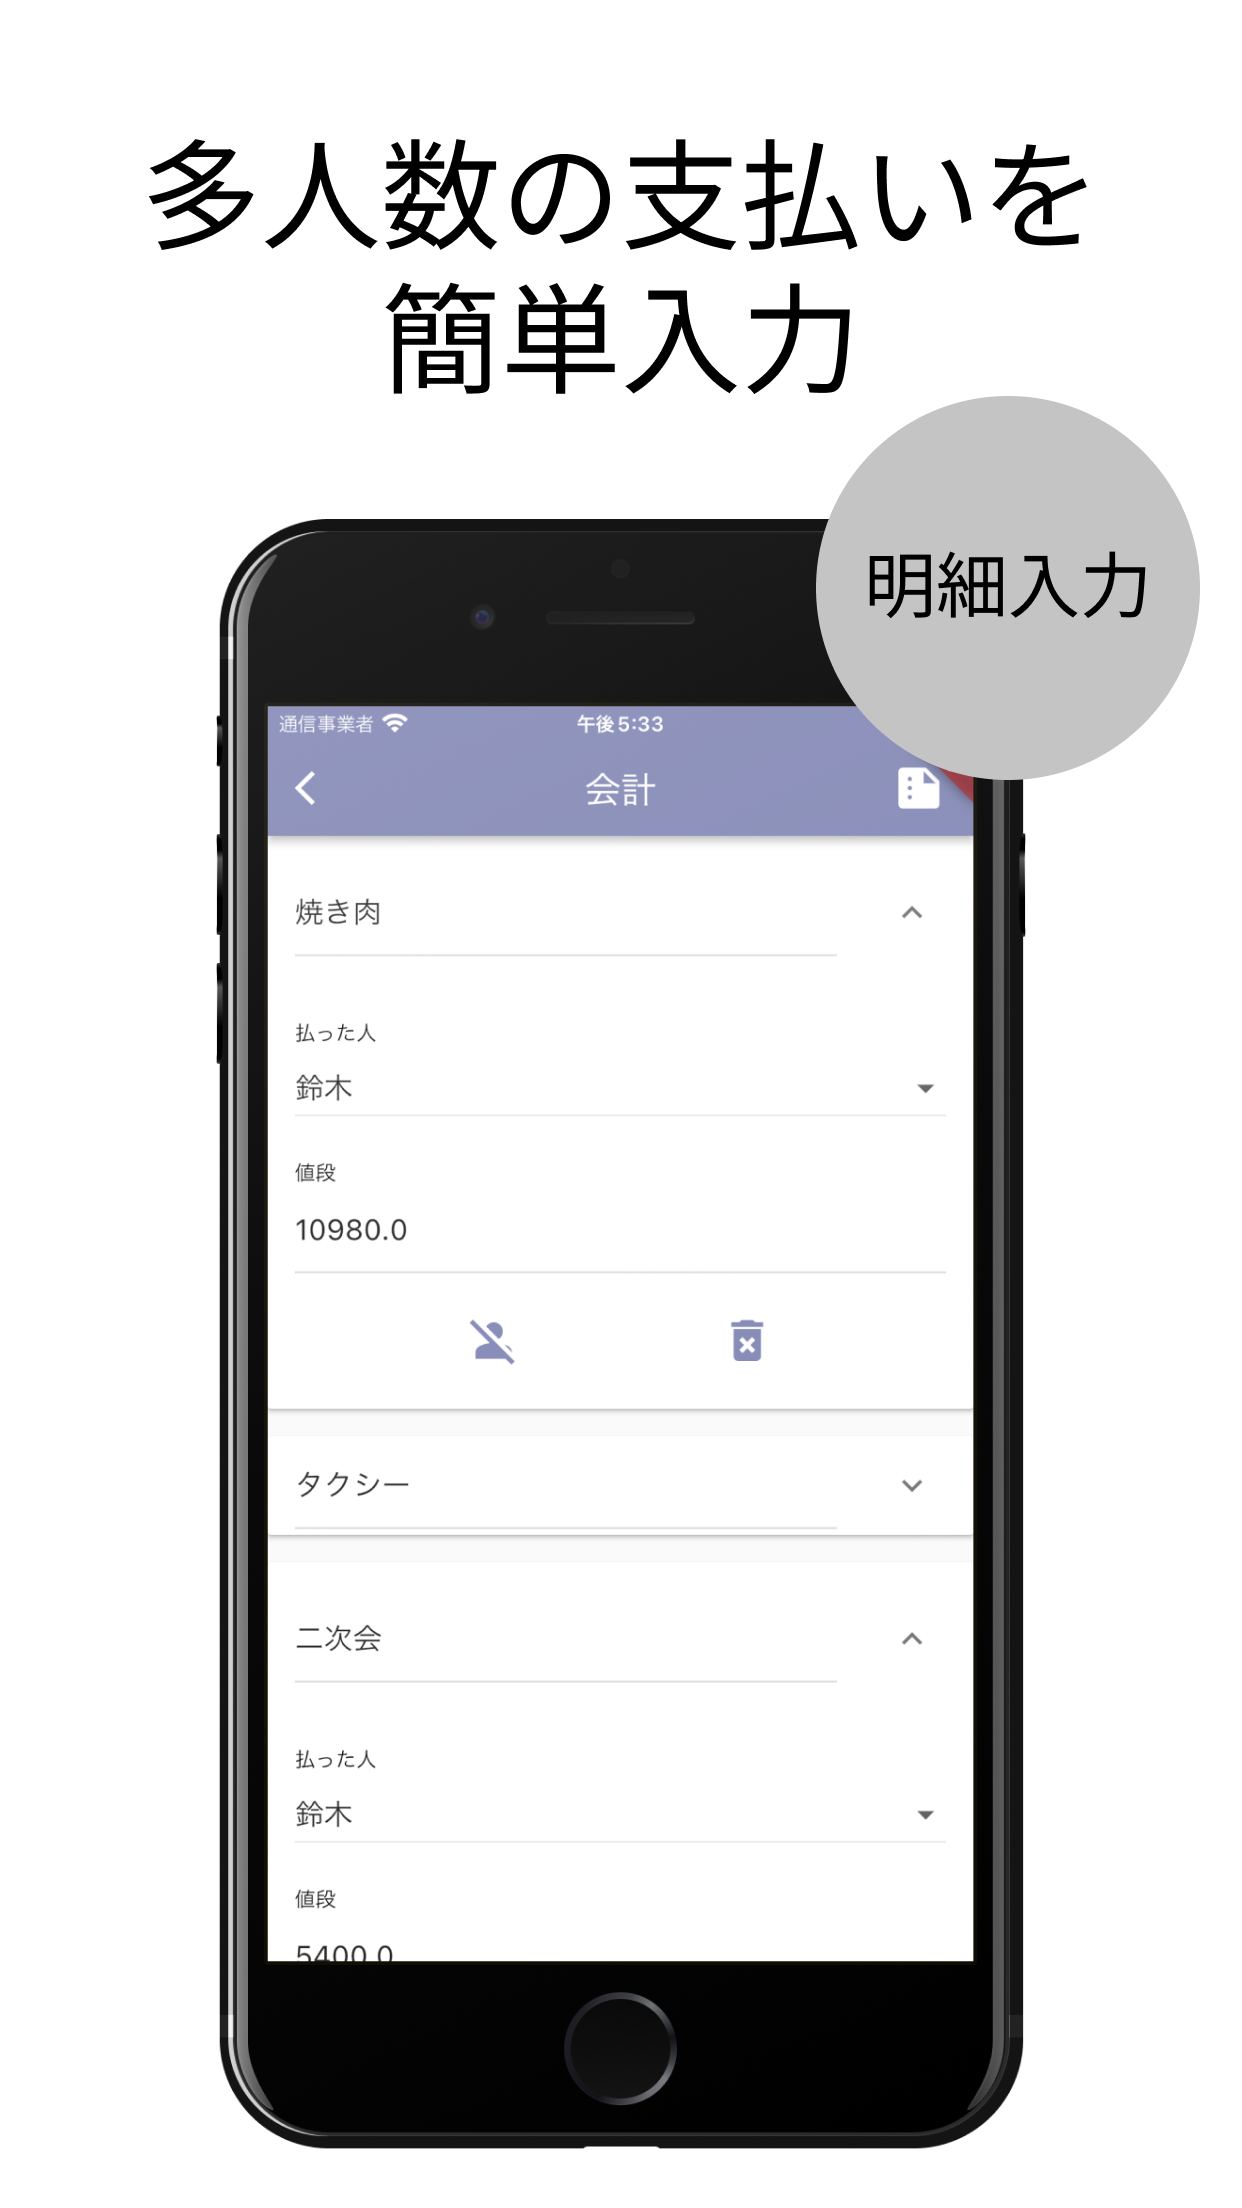 多人数の支払いを
簡単入力
明細入力
通信事業者 午後5:33
会計
焼き肉
払った人
鈴木
値段
10980.0
タクシー
二次会
払った人
鈴木
値段
5400.0